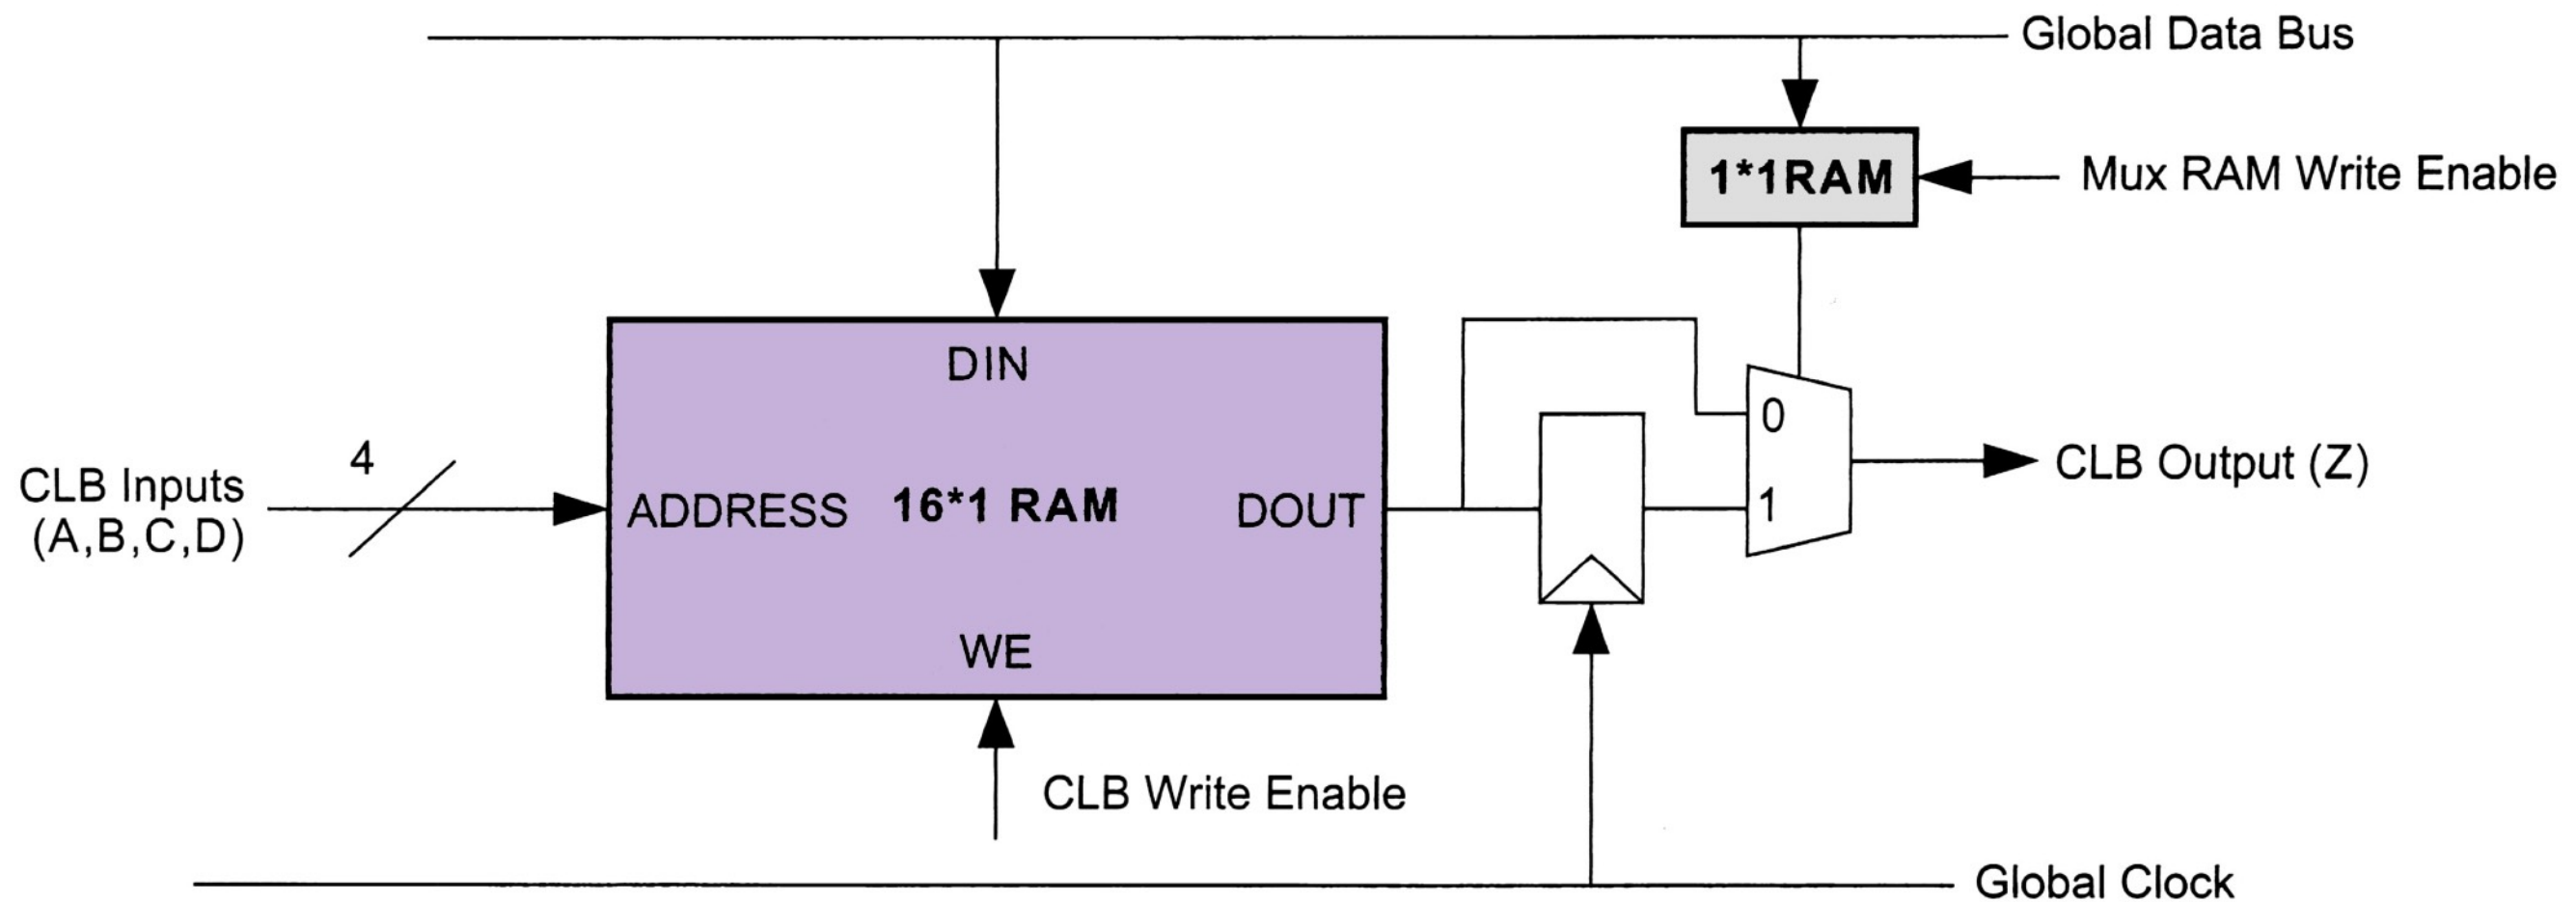 Global Data Bus
1*1RAM
Mux RAM Write Enable
DIN
0
4
CLB Inputs
(A,B,C,D)
ADDRESS 16*1 RAM DOUT
1
CLB Output (Z)
WE
CLB Write Enable
Global Clock